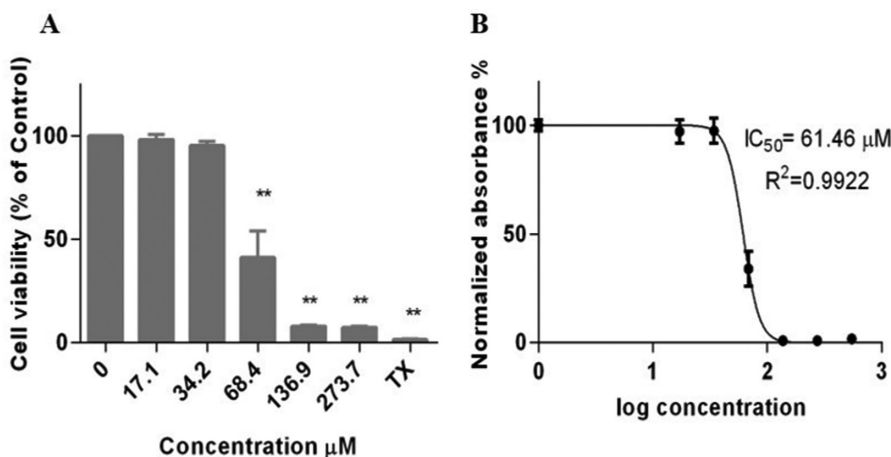 A
Cell viability (% of Control)
100
50
0
**
**
**
**
0
17.1
34.2
68.4
136.9
273.7
TX
Concentration μM
B
Normalized absorbance %
100
50
0
IC50= 61.46 μM
R2=0.9922
0
1
2
3
log concentration